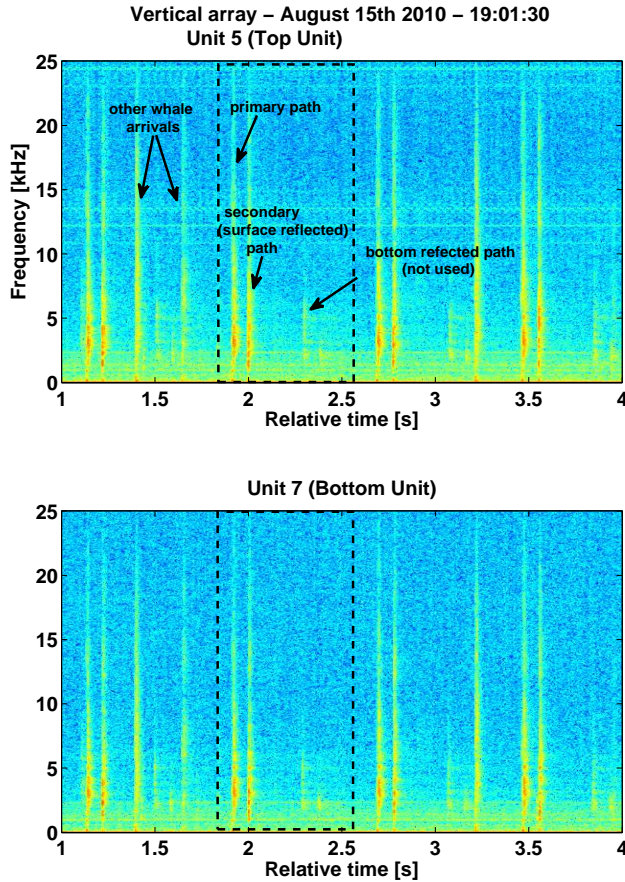 Vertical array − August 15th 2010 − 19:01:30
Unit 5 (Top Unit)
25
20
15
10
5
0
Frequency [kHz]
other whale
arrivals
primary path
secondary
(surface reflected)
path
bottom refected path
(not used)
1
1.5
2
2.5
3
3.5
4
Relative time [s]
Unit 7 (Bottom Unit)
25
20
15
10
5
0
1
1.5
2
2.5
3
3.5
4
Relative time [s]